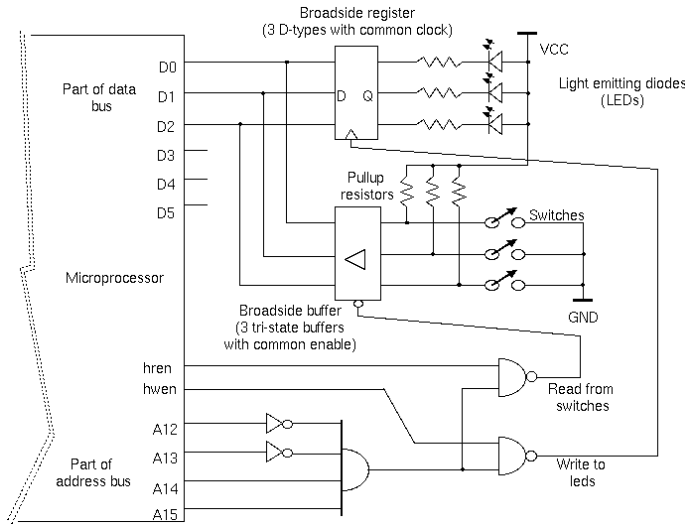 Broadside register
(3 D-types with common clock)
VCC
D0
Part of data
bus
D1
D
Q
Light emitting diodes
(LEDs)
D2
D3
D4
D5
Pullup
resistors
Switches
Microprocessor
Broadside buffer
(3 tri-state buffers
with common enable)
GND
hren
hwen
Read from
switches
A12
A13
Part of
address bus
A14
A15
Write to
leds